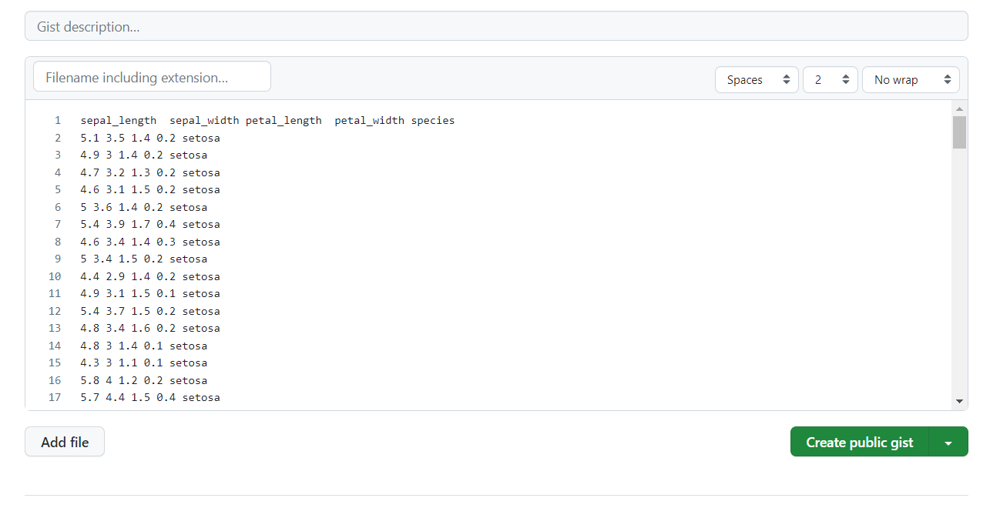 Gist description...
Filename including extension...
Spaces
2
No wrap
1 sepal_length  sepal_width petal_length  petal_width species
2 5.1 3.5 1.4 0.2 setosa
3 4.9 3 1.4 0.2 setosa
4 4.7 3.2 1.3 0.2 setosa
5 4.6 3.1 1.5 0.2 setosa
6 5 3.6 1.4 0.2 setosa
7 5.4 3.9 1.7 0.4 setosa
8 4.6 3.4 1.4 0.3 setosa
9 5 3.4 1.5 0.2 setosa
10 4.4 2.9 1.4 0.2 setosa
11 4.9 3.1 1.5 0.1 setosa
12 5.4 3.7 1.5 0.2 setosa
13 4.8 3.4 1.6 0.2 setosa
14 4.8 3 1.4 0.1 setosa
15 4.3 3 1.1 0.1 setosa
16 5.8 4 1.2 0.2 setosa
17 5.7 4.4 1.5 0.4 setosa
Add file
Create public gist